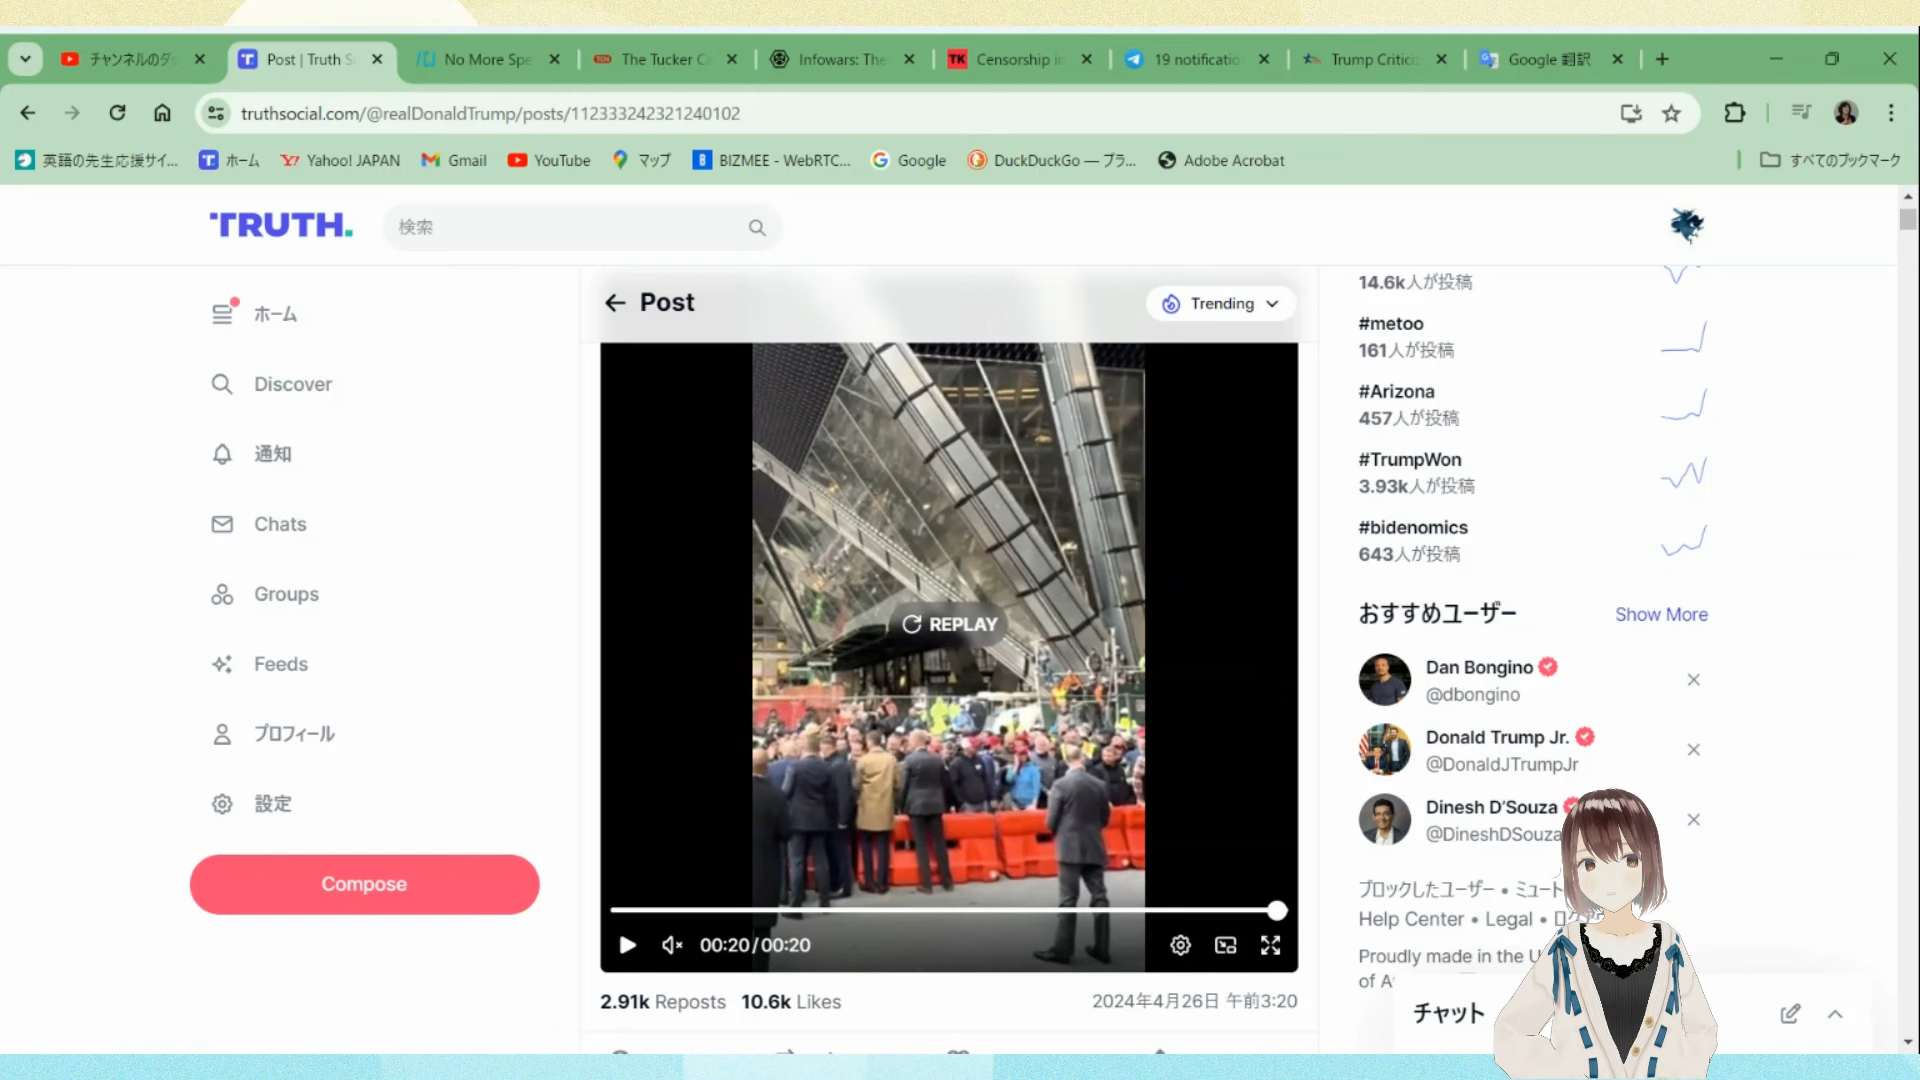 チャンネルのダ
Post | Truth S
No More Spe
The Tucker C
Infowars: The
Censorship in
19 notificatio
Trump Critici
Google 翻訳
truthsocial.com/@realDonaldTrump/posts/112333242321240102
英語の先生応援サイ...
ホーム
Yahoo! JAPAN
Gmail
YouTube
マップ
BIZMEE - WebRTC...
Google
DuckDuckGo — プラ...
Adobe Acrobat
すべてのブックマーク
TRUTH.
検索
ホーム
Discover
通知
Chats
Groups
Feeds
プロフィール
設定
Compose
Post
Trending
REPLAY
00:20/00:20
2.91k Reposts 10.6k Likes
2024年4月26日 午前3:20
14.6k人が投稿
#metoo
161人が投稿
#Arizona
457人が投稿
#TrumpWon
3.93k人が投稿
#bidenomics
643人が投稿
おすすめユーザー
Show More
Dan Bongino
@dbongino
Donald Trump Jr.
@DonaldJTrumpJr
Dinesh D'Souza
@DineshDSouza
ブロックしたユーザー • ミュート
Help Center • Legal •
Proudly made in the U
of A
チャット